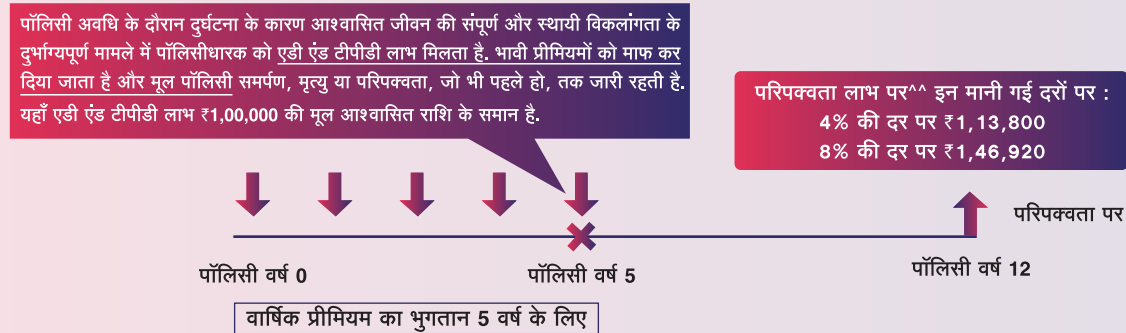 पॉलिसी अवधि के दौरान दुर्घटना के कारण आश्वासित जीवन की संपूर्ण और स्थायी विकलांगता के
दुर्भाग्यपूर्ण मामले में पॉलिसीधारक को एडी एंड टीपीडी लाभ मिलता है. भावी प्रीमियमों को माफ कर
दिया जाता है और मूल पॉलिसी समर्पण, मृत्यु या परिपक्वता, जो भी पहले हो, तक जारी रहती है.
यहाँ एडी एंड टीपीडी लाभ ₹1,00,000 की मूल आश्वासित राशि के समान है.
परिपक्वता लाभ पर^^ इन मानी गई दरों पर :
4% की दर पर ₹1,13,800
8% की दर पर ₹1,46,920
परिपक्वता पर
पॉलिसी वर्ष 0
पॉलिसी वर्ष 5
पॉलिसी वर्ष 12
वार्षिक प्रीमियम का भुगतान 5 वर्ष के लिए